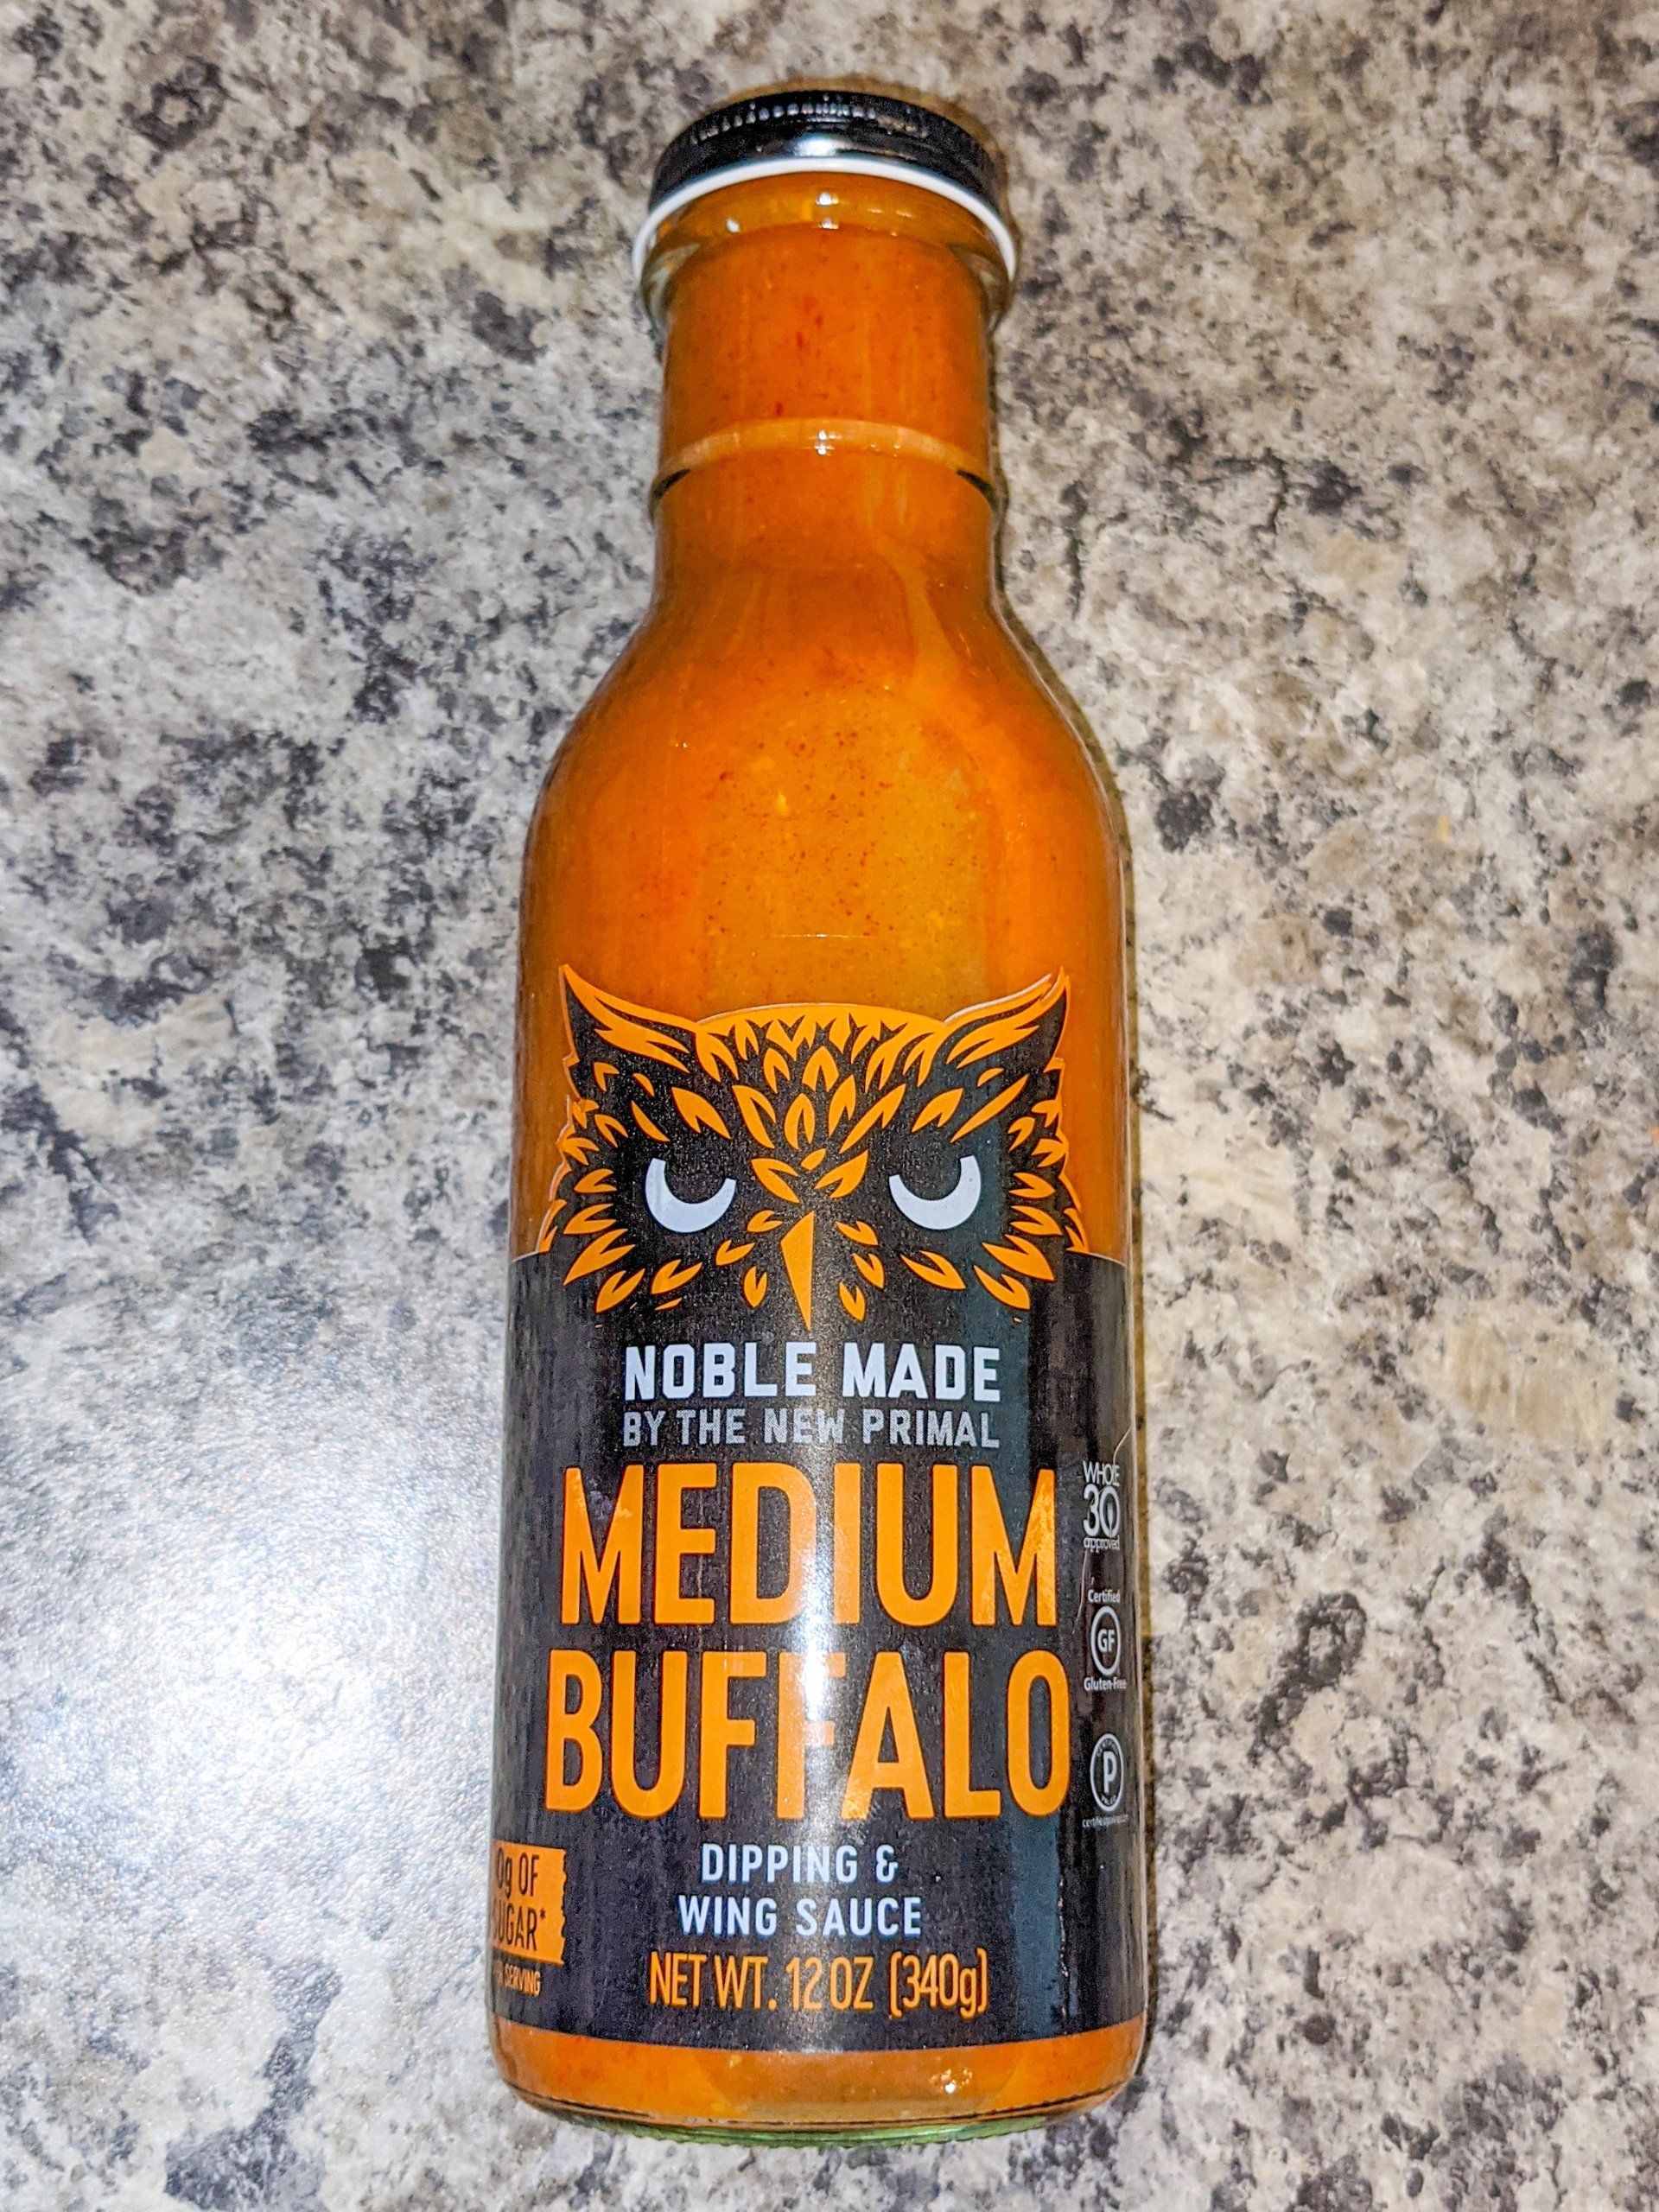 NOBLE MADE
BY THE NEW PRIMAL
MEDIUM
BUFFALO
DIPPING &
WING SAUCE
NET WT. 12 OZ (340g)
0g OF
SUGAR*
SERVING
WHOLE
30
approved
Certified
GF
Gluten-Free
P